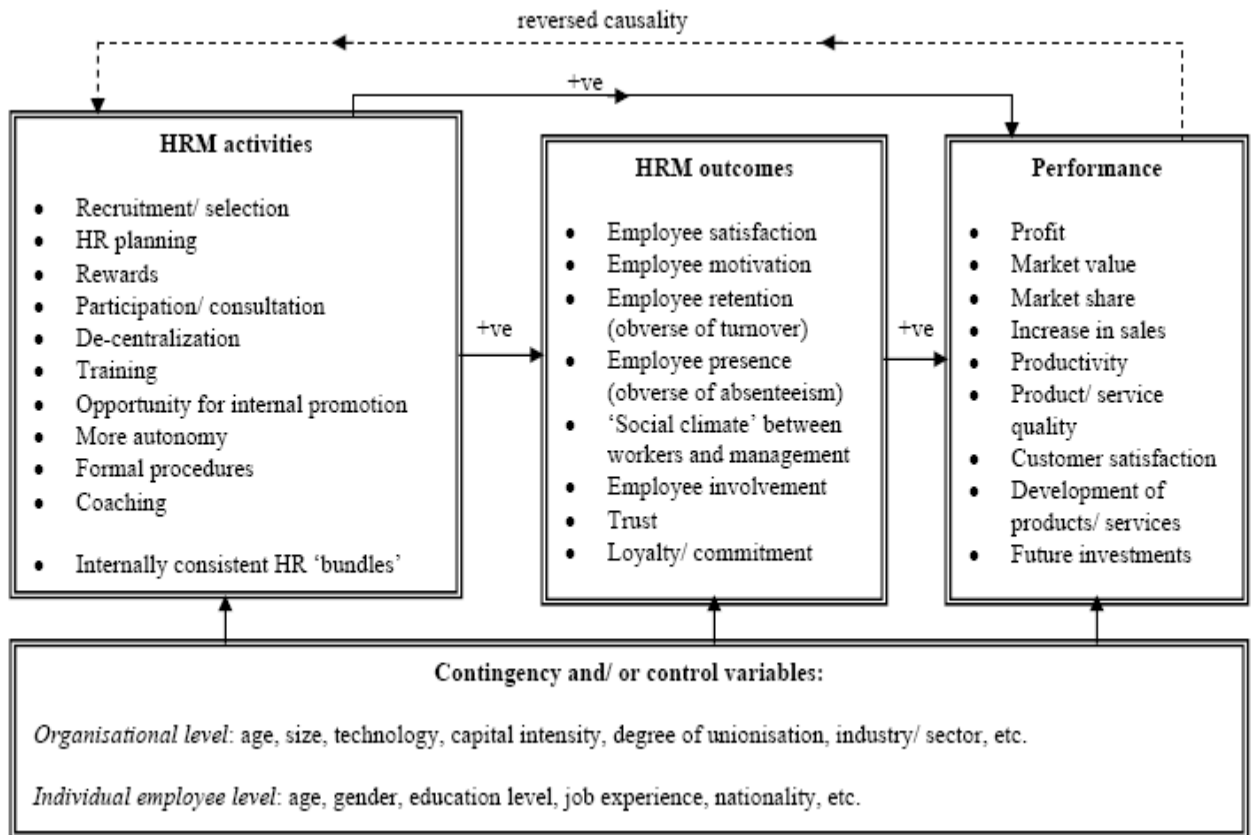 reversed causality
+ve
HRM activities
• Recruitment/ selection
• HR planning
• Rewards
• Participation/ consultation
• De-centralization
• Training
• Opportunity for internal promotion
• More autonomy
• Formal procedures
• Coaching
• Internally consistent HR ‘bundles’
+ve
HRM outcomes
• Employee satisfaction
• Employee motivation
• Employee retention
(obverse of turnover)
• Employee presence
(obverse of absenteeism)
• ‘Social climate’ between
workers and management
• Employee involvement
• Trust
• Loyalty/ commitment
+ve
Performance
• Profit
• Market value
• Market share
• Increase in sales
• Productivity
• Product/ service
quality
• Customer satisfaction
• Development of
products/ services
• Future investments
Contingency and/ or control variables:
Organisational level: age, size, technology, capital intensity, degree of unionisation, industry/ sector, etc.
Individual employee level: age, gender, education level, job experience, nationality, etc.